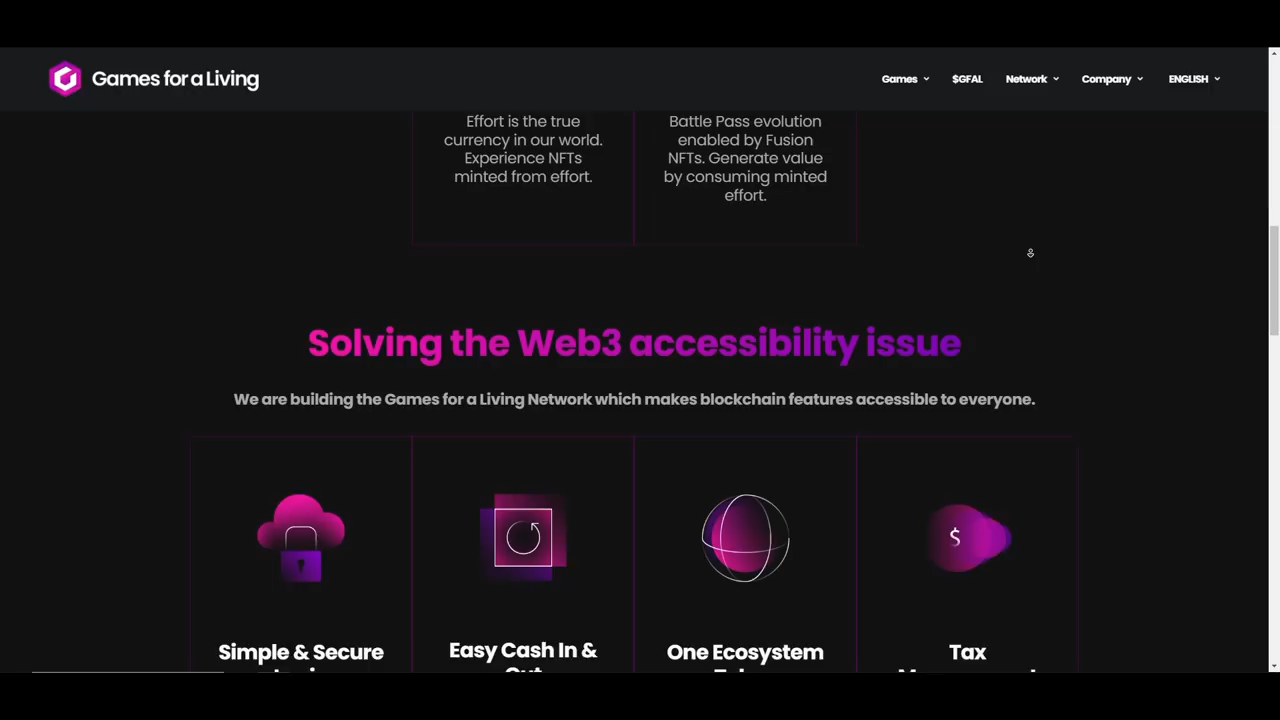 Games for a Living
Games
$GFAL
Network
Company
ENGLISH
Effort is the true
currency in our world.
Experience NFTs
minted from effort.
Battle Pass evolution
enabled by Fusion
NFTs. Generate value
by consuming minted
effort.
Solving the Web3 accessibility issue
We are building the Games for a Living Network which makes blockchain features accessible to everyone.
$
Simple & Secure
Easy Cash In &
Out
One Ecosystem
Tax